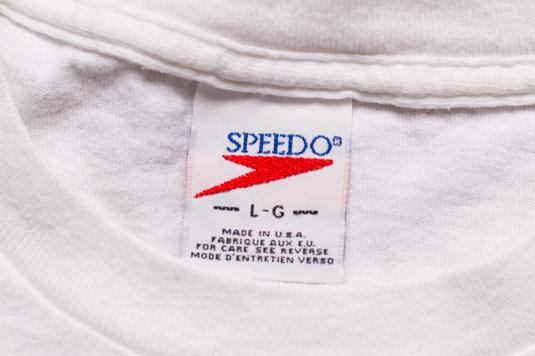 SPEEDO®
L-G
MADE IN U.S.A.
FABRIQUE AUX E.U.
FOR CARE SEE REVERSE
MODE D'ENTRETIEN VERSO